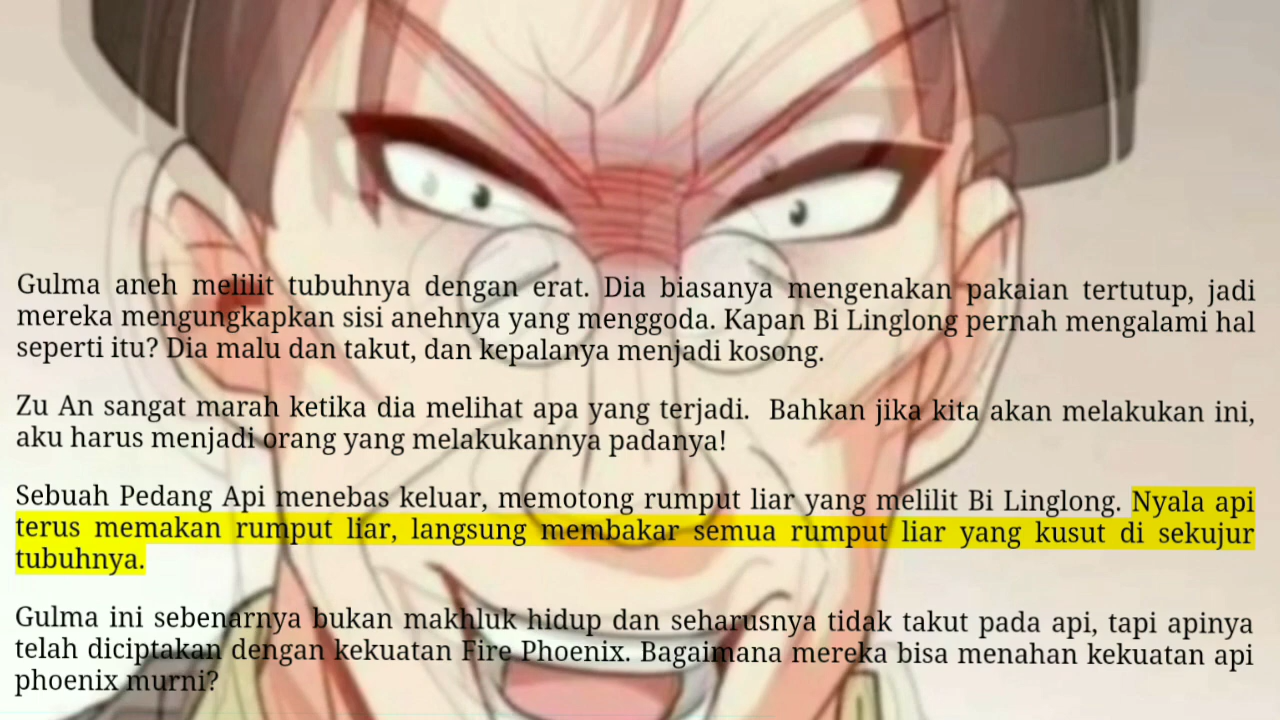 Gulma aneh melilit tubuhnya dengan erat. Dia biasanya mengenakan pakaian tertutup, jadi
mereka mengungkapkan sisi anehnya yang menggoda. Kapan Bi Linglong pernah mengalami hal
seperti itu? Dia malu dan takut, dan kepalanya menjadi kosong.
Zu An sangat marah ketika dia melihat apa yang terjadi.  Bahkan jika kita akan melakukan ini,
aku harus menjadi orang yang melakukannya padanya!
Sebuah Pedang Api menebas keluar, memotong rumput liar yang melilit Bi Linglong. Nyala api
terus memakan rumput liar, langsung membakar semua rumput liar yang kusut di sekujur
tubuhnya.
Gulma ini sebenarnya bukan makhluk hidup dan seharusnya tidak takut pada api, tapi apinya
telah diciptakan dengan kekuatan Fire Phoenix. Bagaimana mereka bisa menahan kekuatan api
phoenix murni?